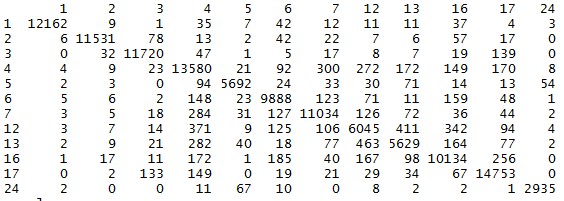 1 2 3 4 5 6 7 12 13 16 17 24
1 12162 9 1 35 7 42 12 11 11 37 4 3
2 6 11531 78 13 2 42 22 7 6 57 17 0
3 0 32 11720 47 1 5 17 8 7 19 139 0
4 4 9 23 13580 21 92 300 272 172 149 170 8
5 2 3 0 94 5692 24 33 30 71 14 13 54
6 5 6 2 148 23 9888 123 71 11 159 48 1
7 3 5 18 284 31 127 11034 126 72 36 44 2
12 3 7 14 371 9 125 106 6045 411 342 94 4
13 2 9 21 282 40 18 77 463 5629 164 77 2
16 1 17 11 172 1 185 40 167 98 10134 256 0
17 0 2 133 149 0 19 21 29 34 67 14753 0
24 2 0 0 11 67 10 0 8 2 2 1 2935